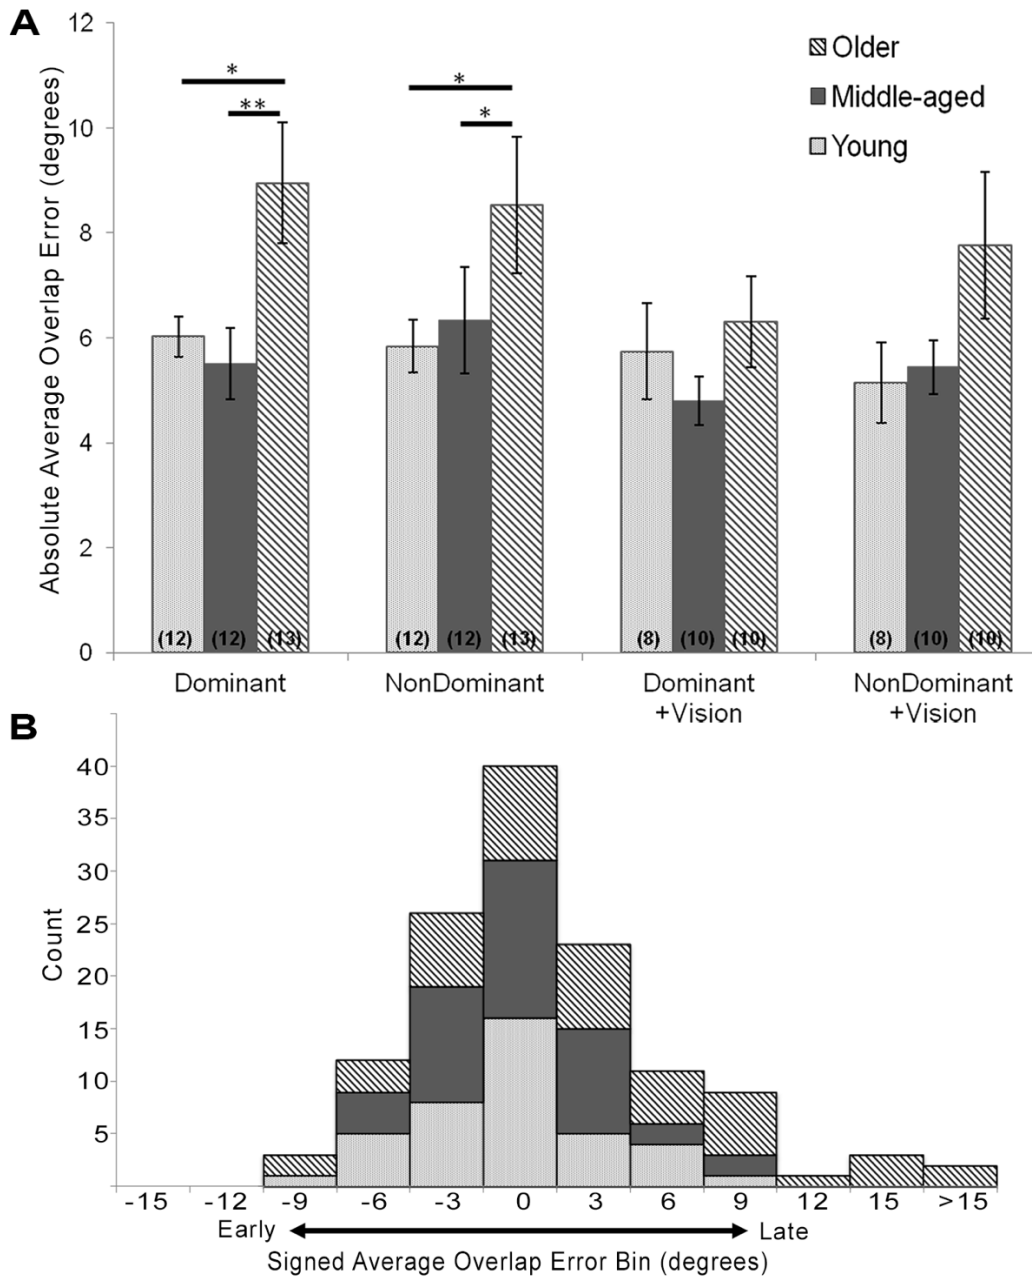 A
Absolute Average Overlap Error (degrees)
12
10
8
6
4
2
0
*
**
*
*
Older
Middle-aged
Young
(12) (12) (13) (12) (12) (13) (8) (10) (10) (8) (10) (10)
Dominant NonDominant Dominant +Vision NonDominant +Vision
B
Count
40
35
30
25
20
15
10
5
-15 -12 -9 -6 -3 0 3 6 9 12 15 >15
Early Late
Signed Average Overlap Error Bin (degrees)